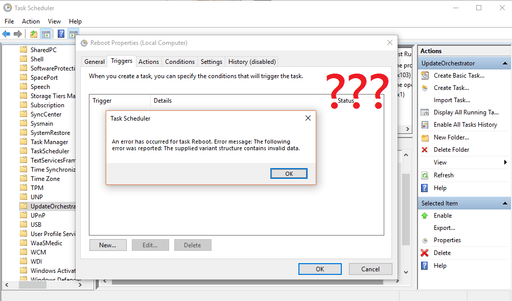 Task Scheduler
File Action View Help
SharedPC
Shell
SoftwareProtection
SpacePort
Speech
Storage Tiers Ma
Subscription
SyncCenter
Sysmain
SystemRestore
Task Manager
TaskScheduler
TextServicesFram
Time Synchroniz
Time Zone
TPM
UNP
UpdateOrchestra
UPnP
USB
User Profile Servi
WaaSMedic
WCM
WDI
Windows Activat
Reboot Properties (Local Computer)
General Triggers Actions Conditions Settings History (disabled)
When you create a task, you can specify the conditions that will trigger the task.
???
Trigger Details Status
Task Scheduler
An error has occurred for task Reboot. Error message: The following
error was reported: The supplied variant structure contains invalid data.
OK
New... Edit... Delete
OK Cancel
Actions
UpdateOrchestrator
Create Basic Task...
Create Task...
Import Task...
Display All Running Ta...
Enable All Tasks History
New Folder...
Delete Folder
View
Refresh
Help
Selected Item
Enable
Export...
Properties
Delete
Help